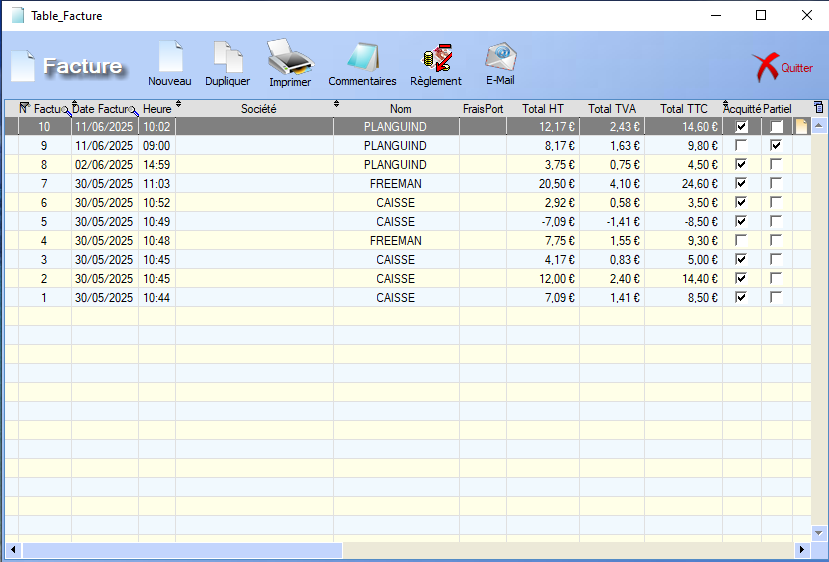 Table_Facture
Facture
Nouveau Dupliquer Imprimer Commentaires Règlement E-Mail Quitter
Factu Date Facture Heure Société Nom FraisPort Total HT Total TVA Total TTC Acquitté Partiel
10 11/06/2025 10:02 PLANGUIND 12,17 € 2,43 € 14,60 €
9 11/06/2025 09:00 PLANGUIND 8,17 € 1,63 € 9,80 €
8 02/06/2025 14:59 PLANGUIND 3,75 € 0,75 € 4,50 €
7 30/05/2025 11:03 FREEMAN 20,50 € 4,10 € 24,60 €
6 30/05/2025 10:52 CAISSE 2,92 € 0,58 € 3,50 €
5 30/05/2025 10:49 CAISSE -7,09 € -1,41 € -8,50 €
4 30/05/2025 10:48 FREEMAN 7,75 € 1,55 € 9,30 €
3 30/05/2025 10:45 CAISSE 4,17 € 0,83 € 5,00 €
2 30/05/2025 10:45 CAISSE 12,00 € 2,40 € 14,40 €
1 30/05/2025 10:44 CAISSE 7,09 € 1,41 € 8,50 €